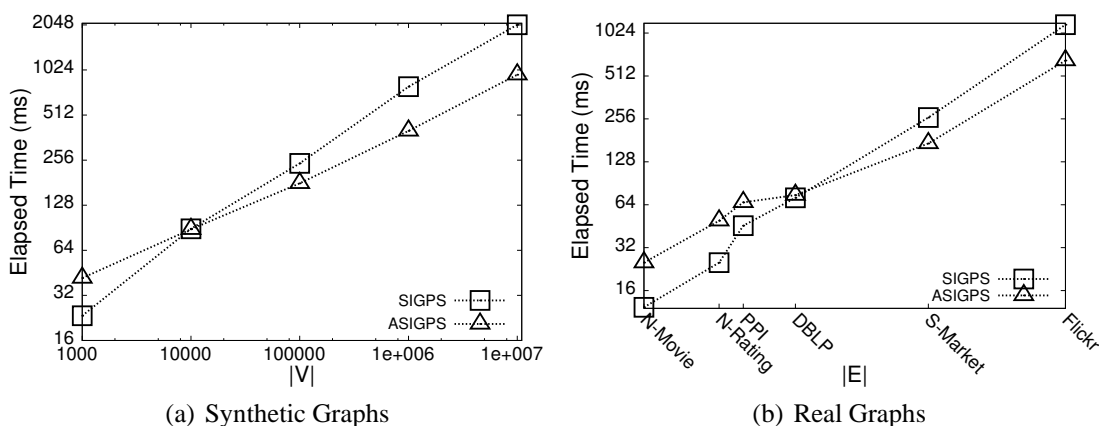 2048
1024
512
256
128
64
32
16
Elapsed Time (ms)
SIGPS
ASIGPS
1000 10000 100000 1e+006 1e+007
|V|
(a) Synthetic Graphs
1024
512
256
128
64
32
16
Elapsed Time (ms)
SIGPS
ASIGPS
N-Movie
N-Rating
PPI
DBLP
S-Market
Flickr
|E|
(b) Real Graphs